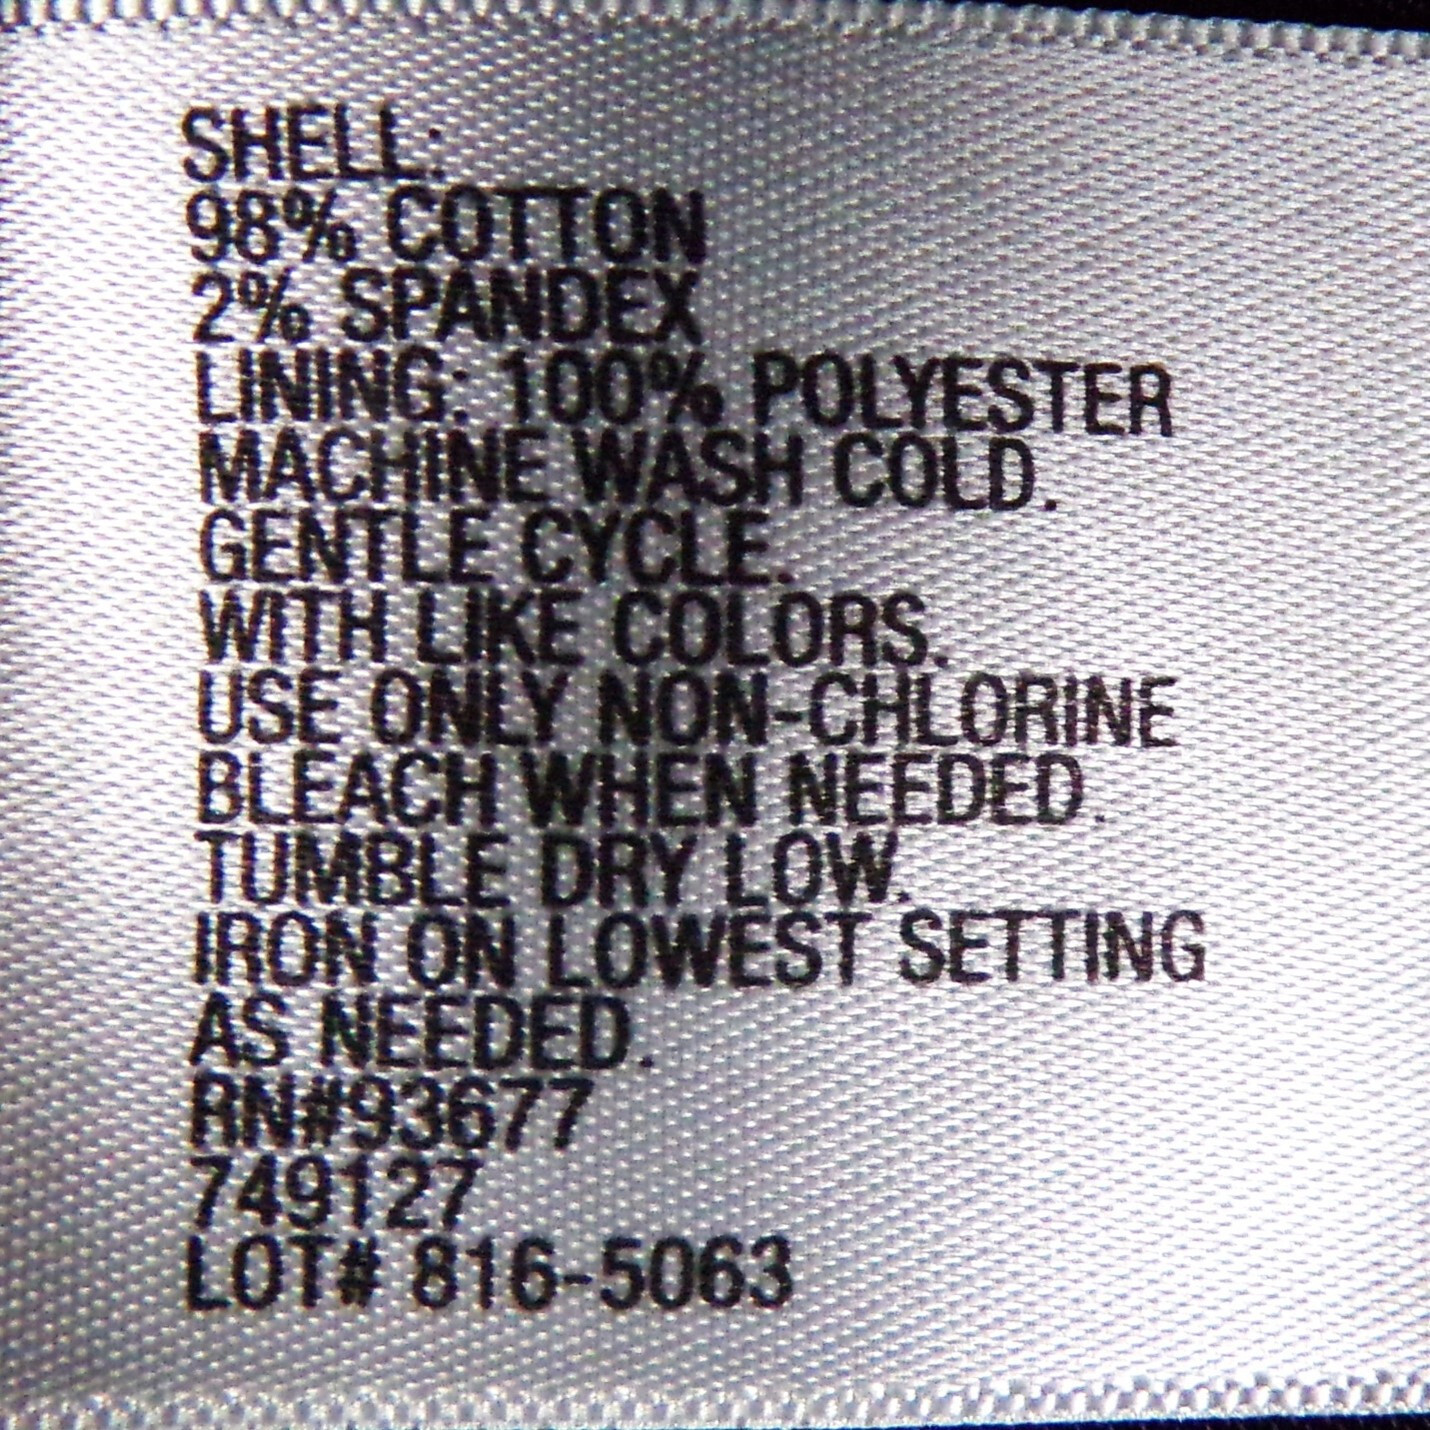 SHELL:
98% COTTON
2% SPANDEX
LINING: 100% POLYESTER
MACHINE WASH COLD.
GENTLE CYCLE.
WITH LIKE COLORS.
USE ONLY NON-CHLORINE
BLEACH WHEN NEEDED.
TUMBLE DRY LOW.
IRON ON LOWEST SETTING
AS NEEDED.
RN#93677
749127
LOT# 816-5063